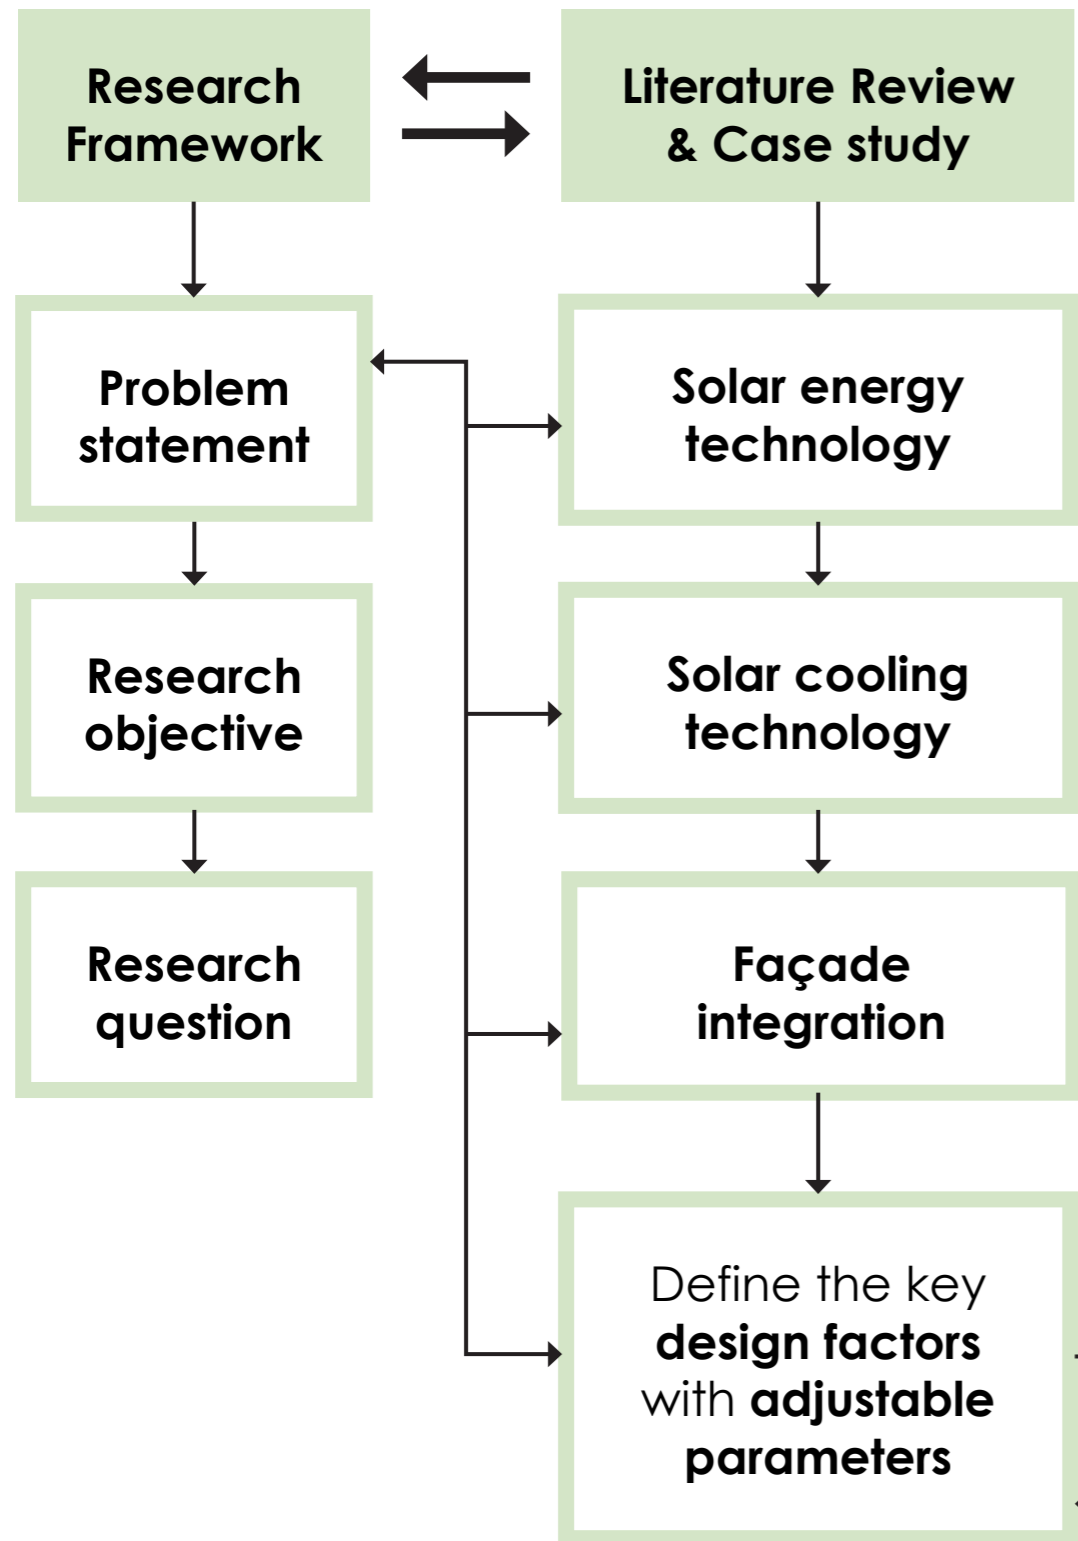 Research
Framework
Literature Review
& Case study
Problem
statement
Solar energy
technology
Research
objective
Solar cooling
technology
Research
question
Façade
integration
Define the key
design factors
with adjustable
parameters